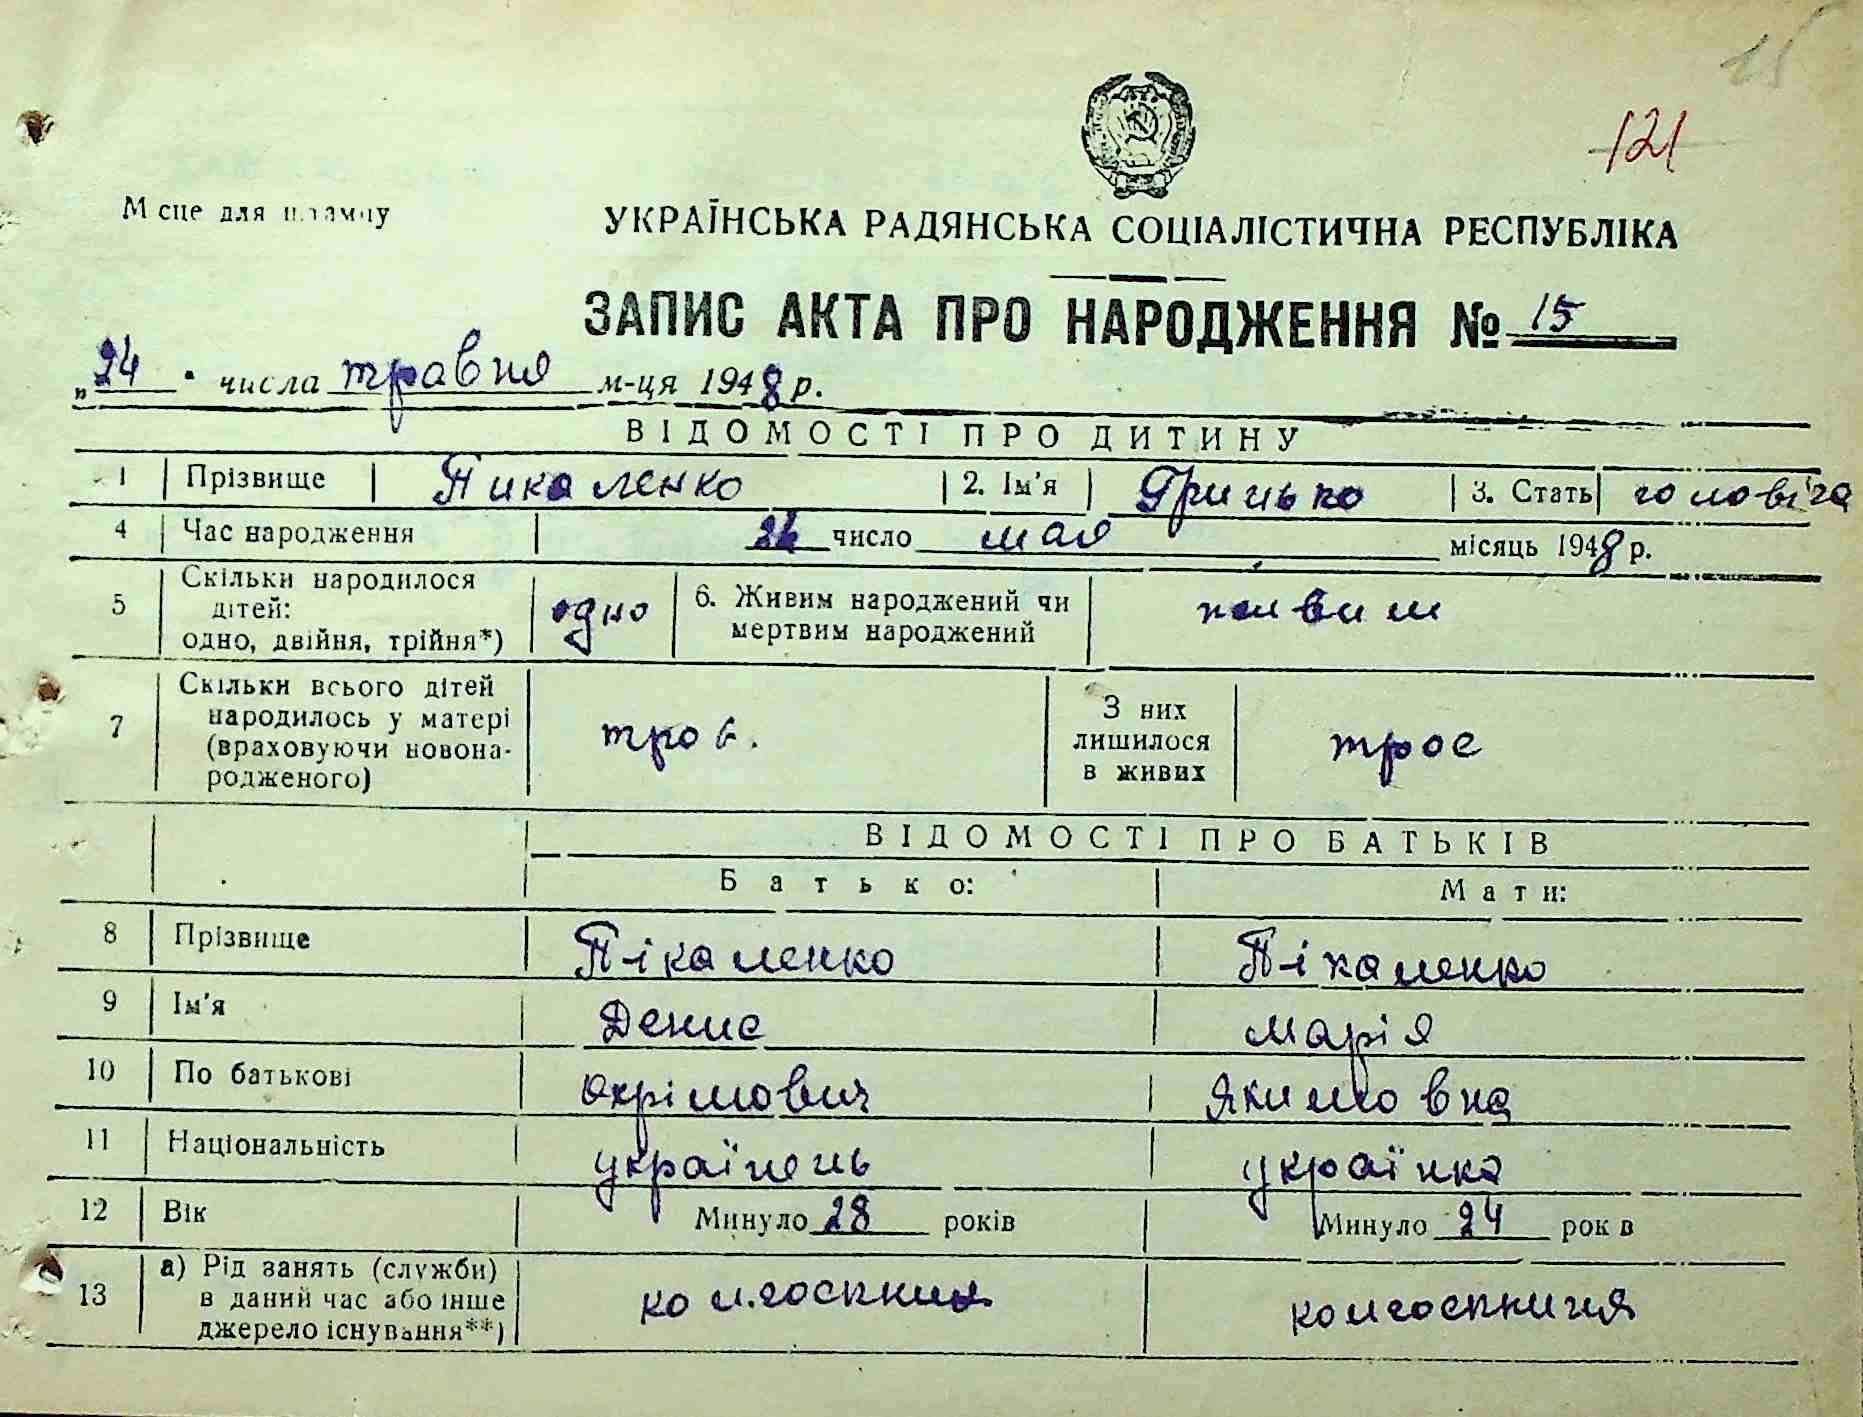 15
121
Місце для штампу
УКРАЇНСЬКА РАДЯНСЬКА СОЦІАЛІСТИЧНА РЕСПУБЛІКА
ЗАПИС АКТА ПРО НАРОДЖЕННЯ № 15
„24" числа травня м-ця 1948 р.
ВІДОМОСТІ ПРО ДИТИНУ
1 Прізвище Пикаленко 2. Ім'я Гринько 3. Стать чоловіча
4 Час народження число мая місяць 1948 р.
5 Скільки народилося дітей: одно, двійня, трійня*) одно 6. Живим народжений чи мертвим народжений живим
7 Скільки всього дітей народилось у матері (враховуючи новонародженого) троє. З них лишилося в живих троє
ВІДОМОСТІ ПРО БАТЬКІВ
Батько: Мати:
8 Прізвище Пікаленко Пікаленко
9 Ім'я Денис Марія
10 По батькові Охрімович Якимовна
11 Національність українець українка
12 Вік Минуло 28 років Минуло 24 років
13 а) Рід занять (служби) в даний час або інше джерело існування**) колгоспник колгоспниця